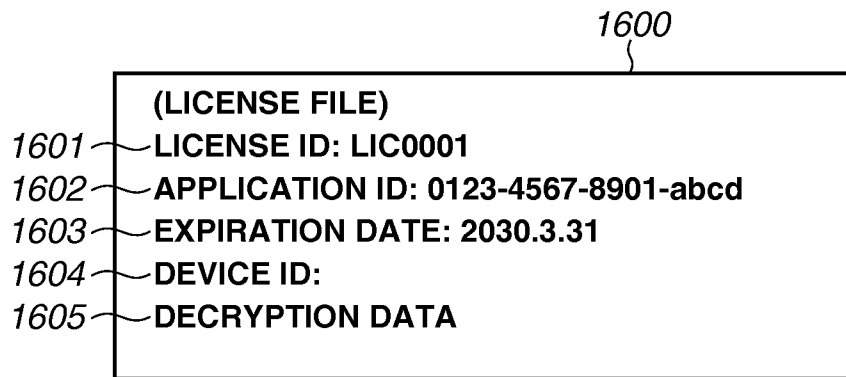 1600
(LICENSE FILE)
1601 LICENSE ID: LIC0001
1602 APPLICATION ID: 0123-4567-8901-abcd
1603 EXPIRATION DATE: 2030.3.31
1604 DEVICE ID:
1605 DECRYPTION DATA